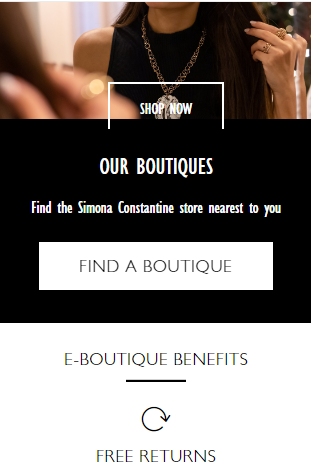 SHOP NOW
OUR BOUTIQUES
Find the Simona Constantine store nearest to you
FIND A BOUTIQUE
E-BOUTIQUE BENEFITS
FREE RETURNS